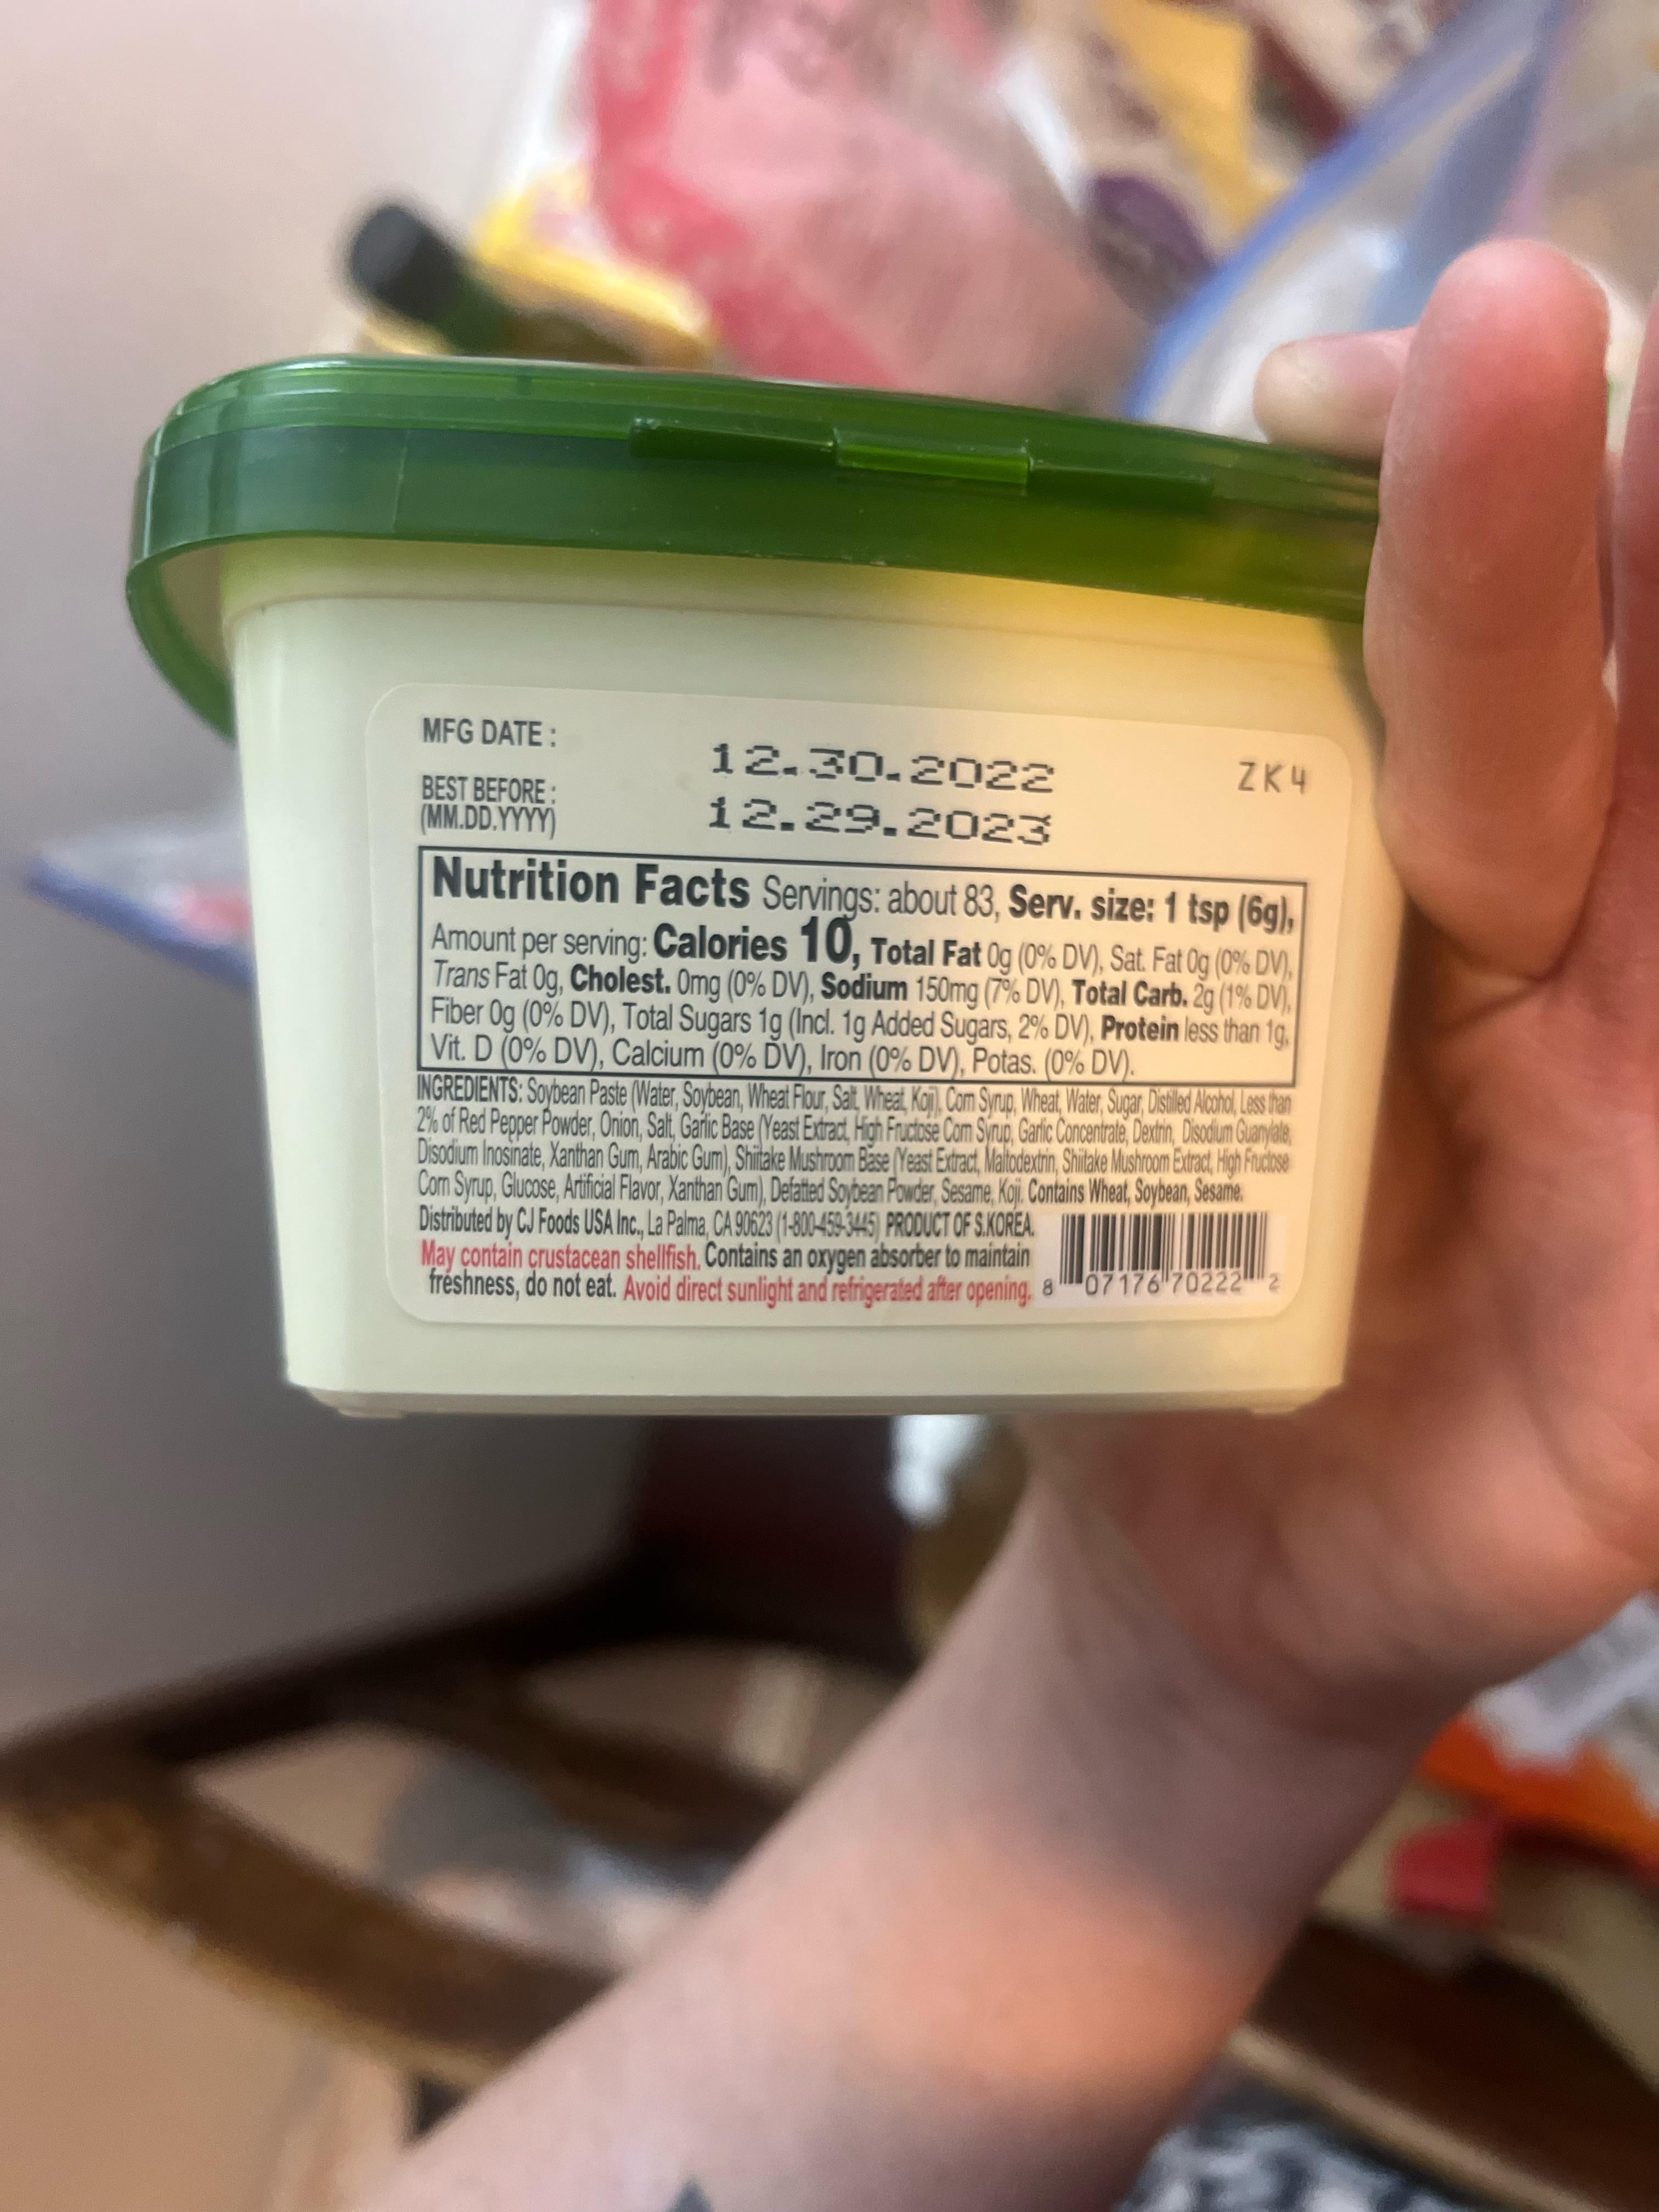 MFG DATE :
12.30.2022
ZK4
BEST BEFORE :
(MM.DD.YYYY)
12.29.2023
Nutrition Facts Servings: about 83, Serv. size: 1 tsp (6g),
Amount per serving: Calories 10, Total Fat 0g (0% DV), Sat. Fat 0g (0% DV),
Trans Fat 0g, Cholest. 0mg (0% DV), Sodium 150mg (7% DV), Total Carb. 2g (1% DV),
Fiber 0g (0% DV), Total Sugars 1g (Incl. 1g Added Sugars, 2% DV), Protein less than 1g,
Vit. D (0% DV), Calcium (0% DV), Iron (0% DV), Potas. (0% DV).
INGREDIENTS: Soybean Paste (Water, Soybean, Wheat Flour, Salt, Wheat, Koji), Corn Syrup, Wheat, Water, Sugar, Distilled Alcohol, Less than
2% of Red Pepper Powder, Onion, Salt, Garlic Base (Yeast Extract, High Fructose Corn Syrup, Garlic Concentrate, Dextrin, Disodium Guanylate,
Disodium Inosinate, Xanthan Gum, Arabic Gum), Shiitake Mushroom Base (Yeast Extract, Maltodextrin, Shiitake Mushroom Extract, High Fructose
Corn Syrup, Glucose, Artificial Flavor, Xanthan Gum), Defatted Soybean Powder, Sesame, Koji. Contains Wheat, Soybean, Sesame.
Distributed by CJ Foods USA Inc., La Palma, CA 90623 (1-800-459-3445) PRODUCT OF S.KOREA.
May contain crustacean shellfish. Contains an oxygen absorber to maintain
freshness, do not eat. Avoid direct sunlight and refrigerated after opening.
8 07176 70222 2